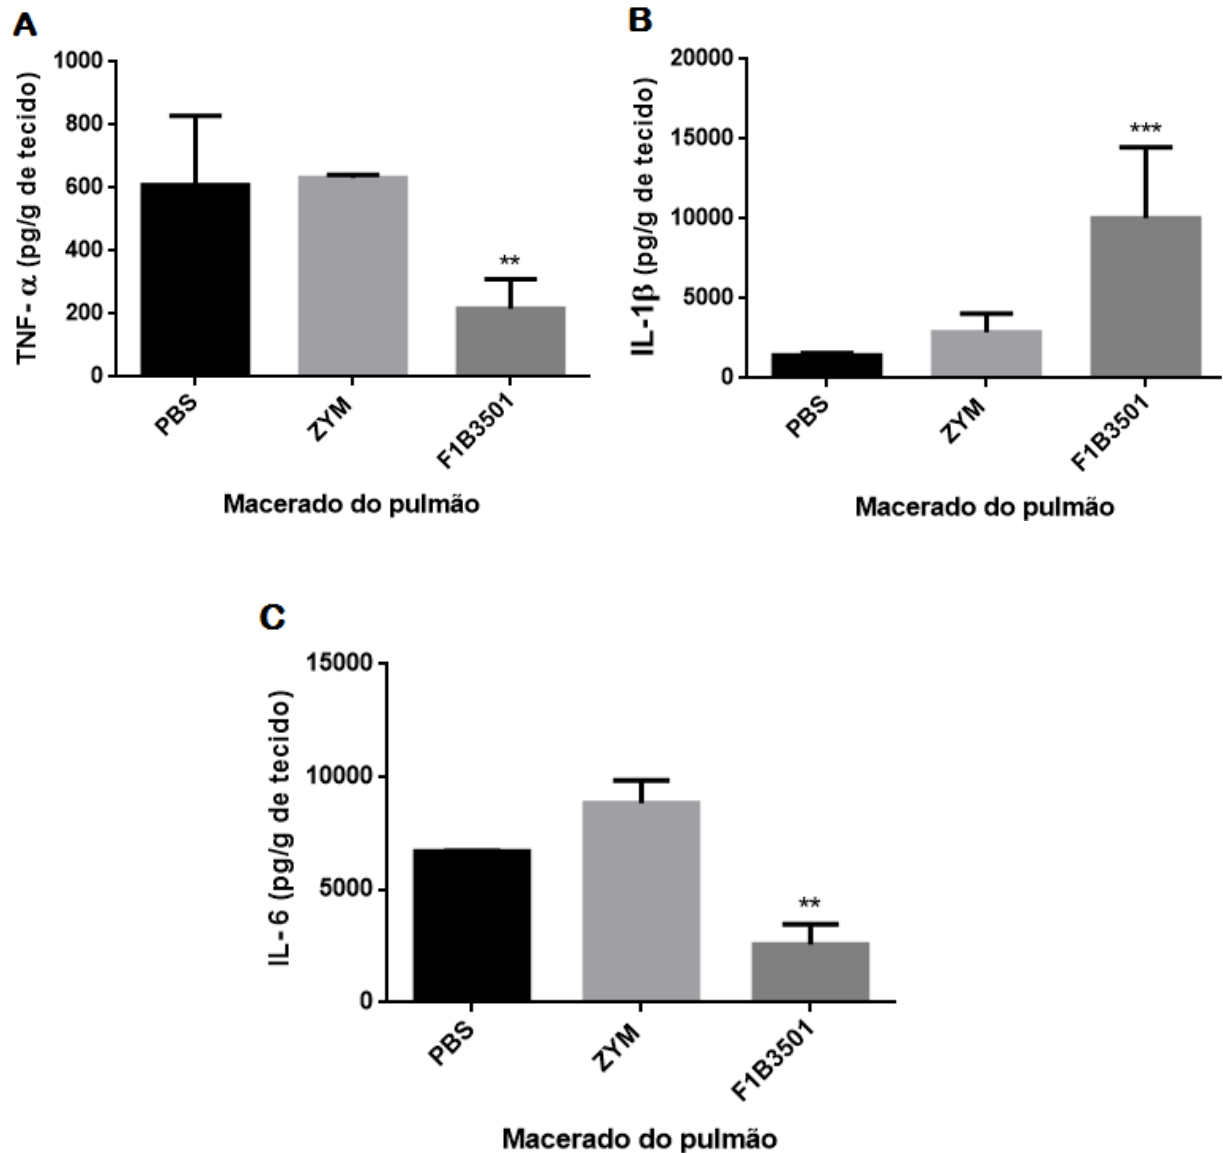 A
TNF- α (pg/g de tecido)
1000
800
600
400
200
0
**
PBS
ZYM
F1B3501
Macerado do pulmão
B
IL-1β (pg/g de tecido)
20000
15000
10000
5000
0
***
PBS
ZYM
F1B3501
Macerado do pulmão
C
IL- 6 (pg/g de tecido)
15000
10000
5000
0
**
PBS
ZYM
F1B3501
Macerado do pulmão